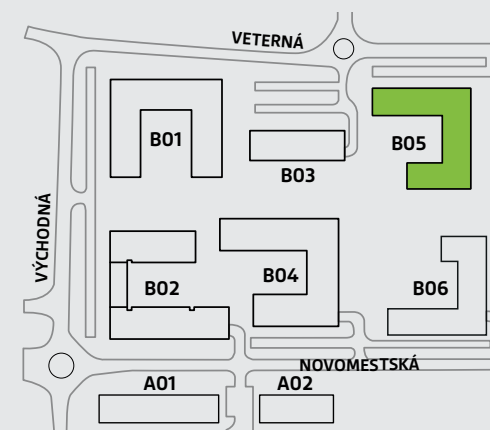 VETERNÁ
B01
B05
B03
VÝCHODNÁ
B04
B02
B06
NOVOMESTSKÁ
A01
A02